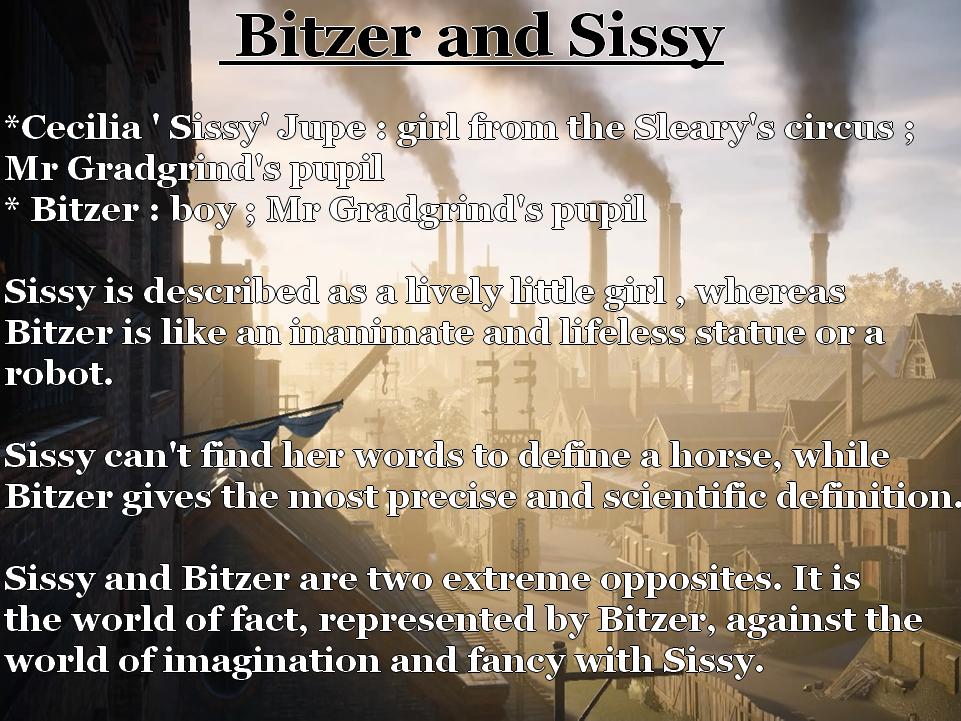 Bitzer and Sissy
*Cecilia ' Sissy' Jupe : girl from the Sleary's circus ;
Mr Gradgrind's pupil
* Bitzer : boy ; Mr Gradgrind's pupil
Sissy is described as a lively little girl , whereas
Bitzer is like an inanimate and lifeless statue or a
robot.
Sissy can't find her words to define a horse, while
Bitzer gives the most precise and scientific definition.
Sissy and Bitzer are two extreme opposites. It is
the world of fact, represented by Bitzer, against the
world of imagination and fancy with Sissy.